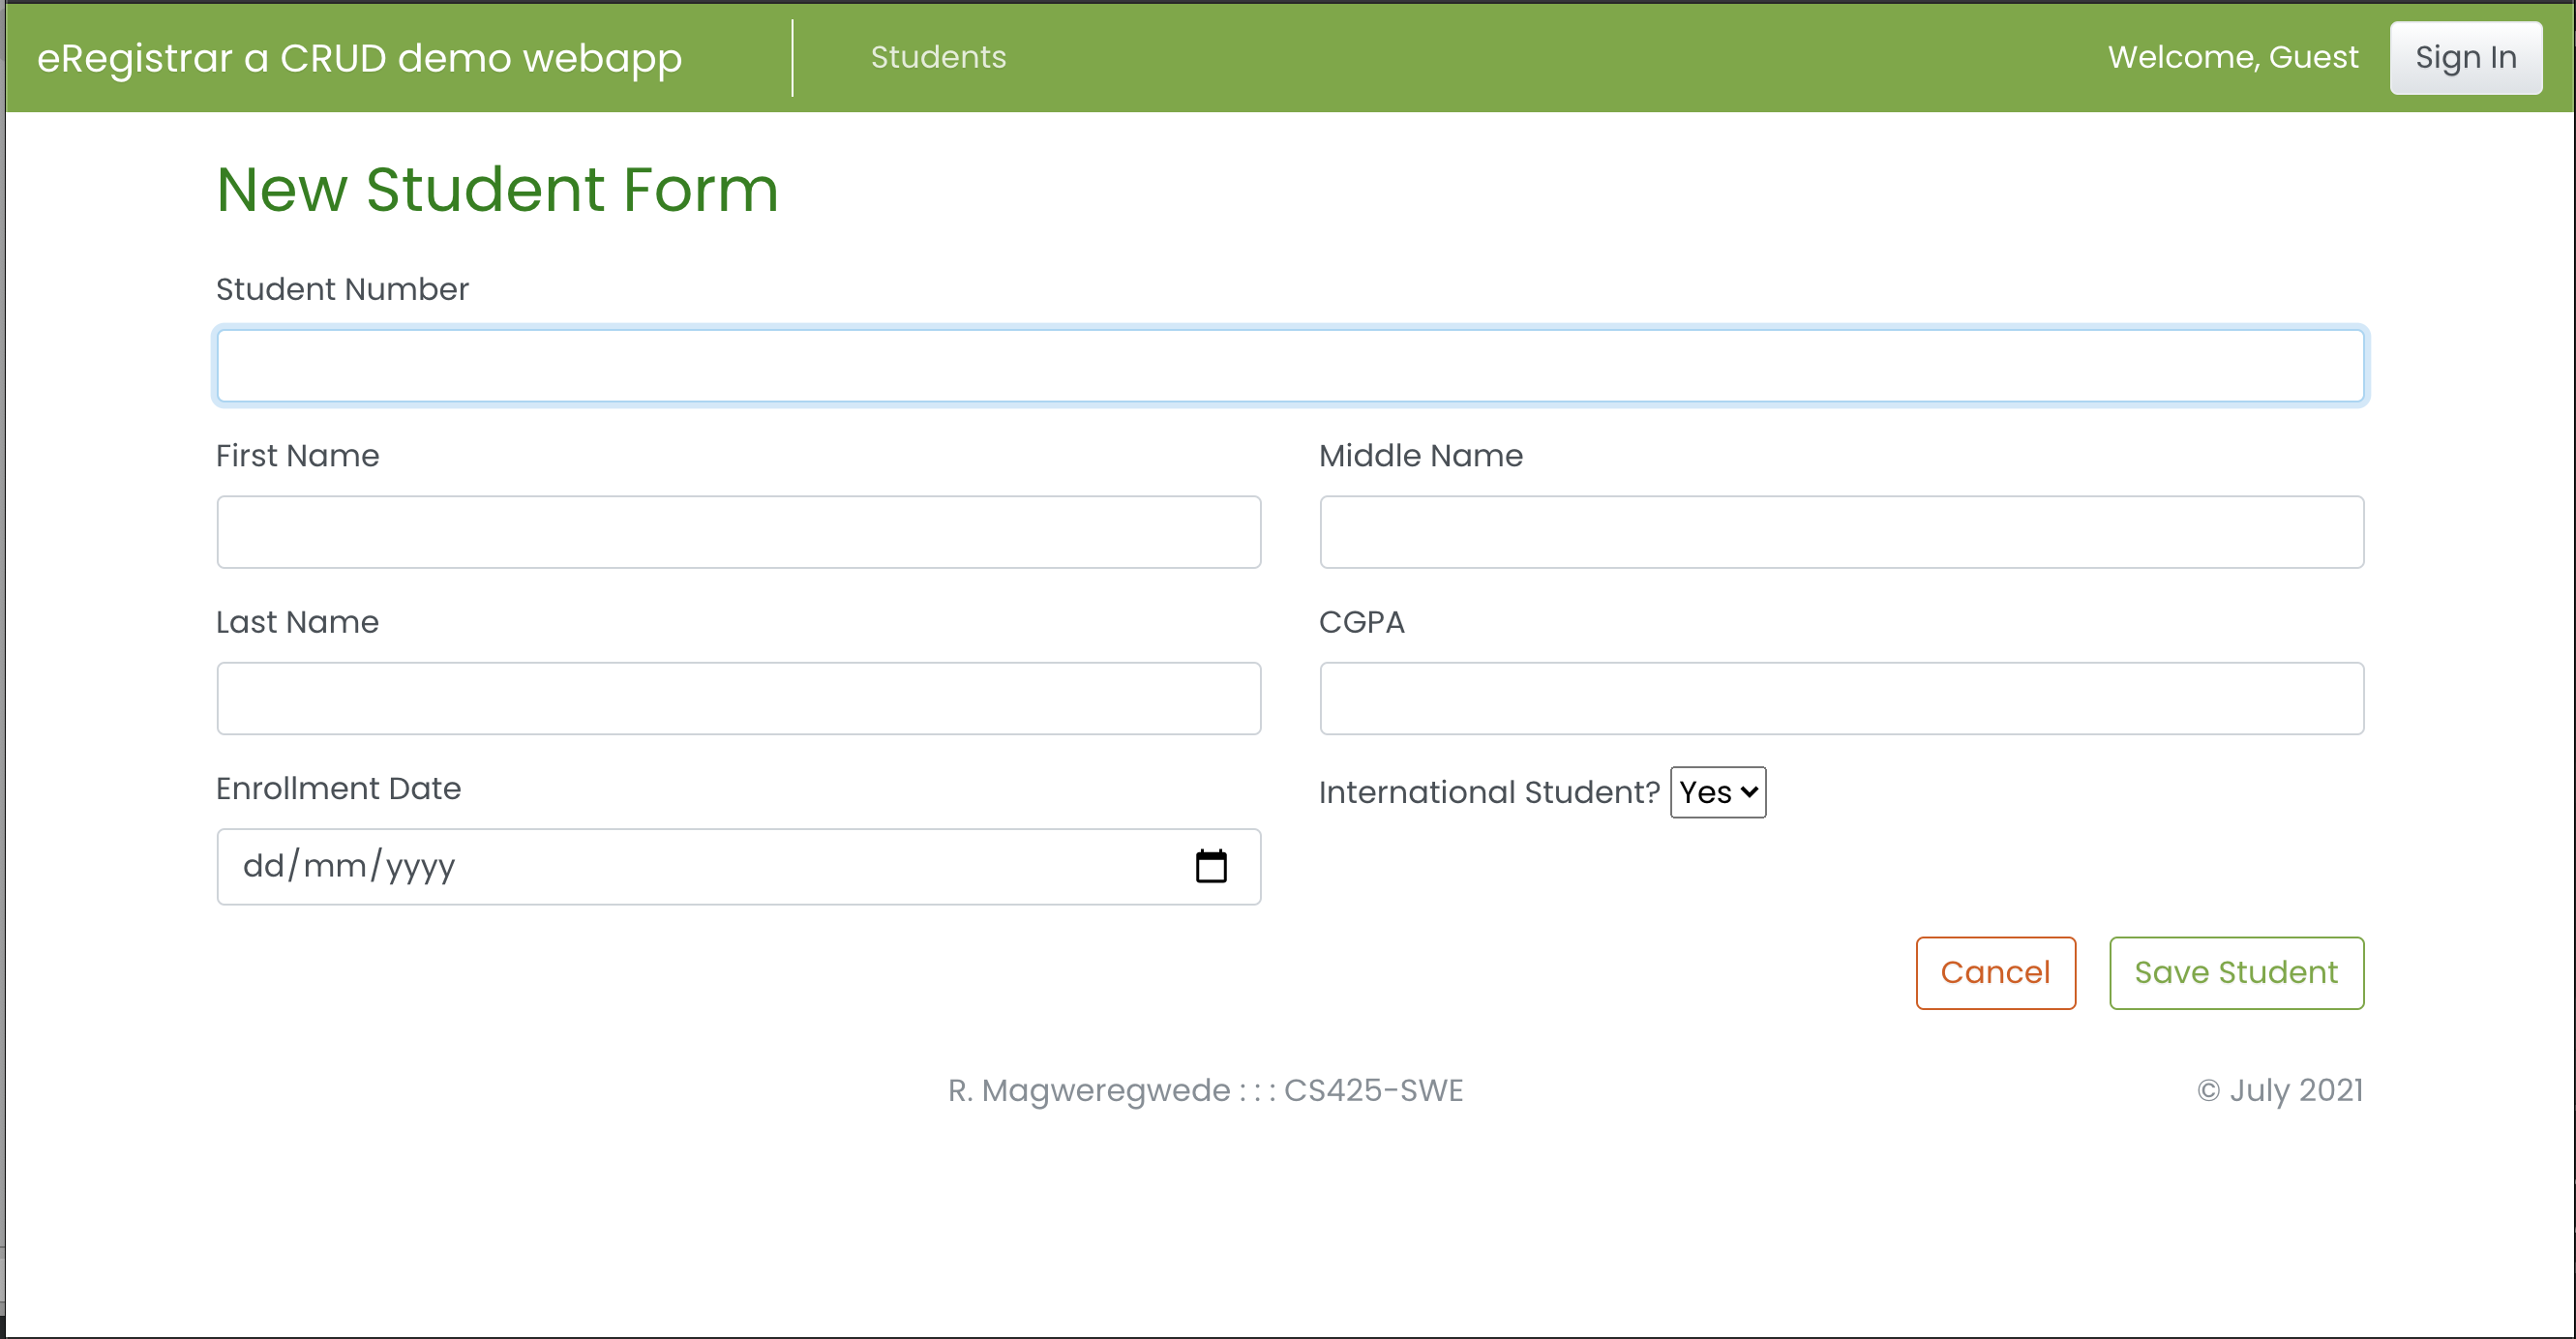 eRegistrar a CRUD demo webapp
Students
Welcome, Guest
Sign In
New Student Form
Student Number
First Name
Middle Name
Last Name
CGPA
Enrollment Date
International Student? Yes
dd/mm/yyyy
Cancel
Save Student
R. Magweregwede : : : CS425-SWE
© July 2021